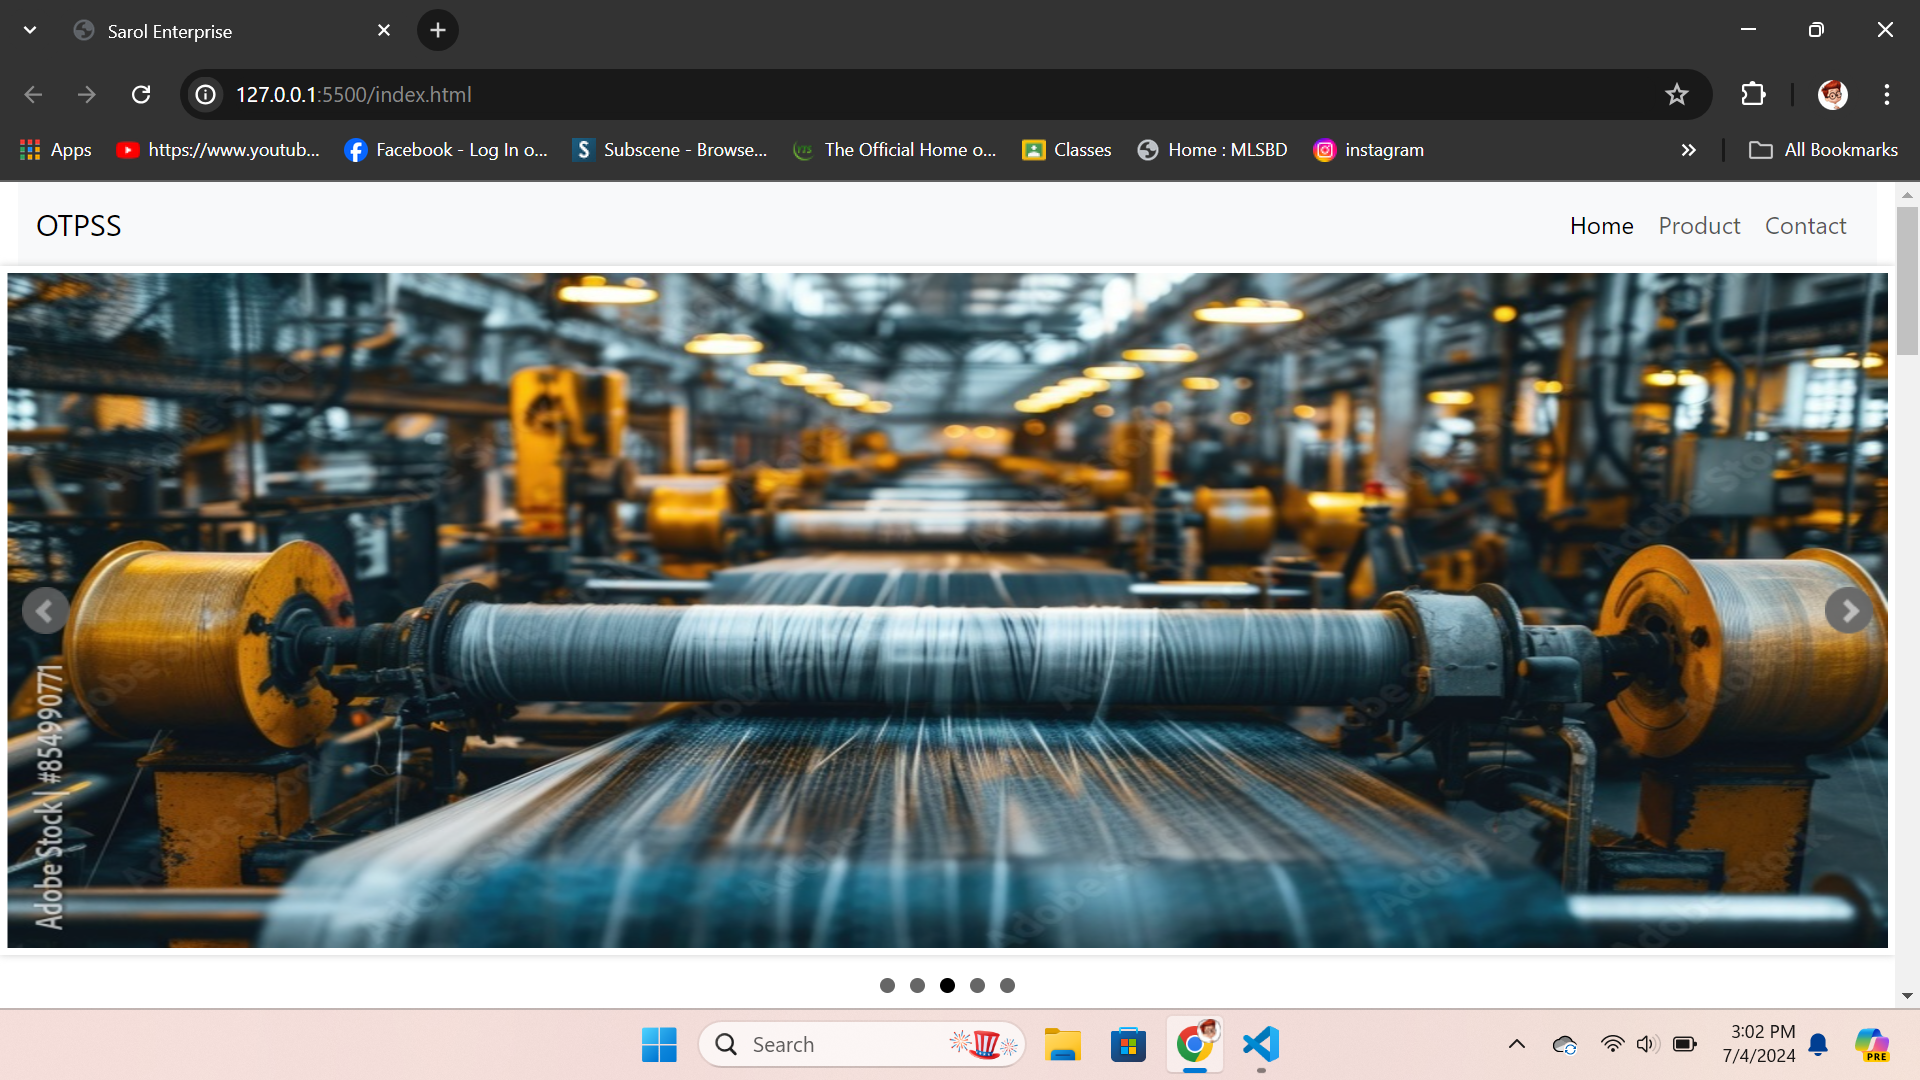 Sarol Enterprise
127.0.0.1:5500/index.html
Apps
https://www.youtub...
Facebook - Log In o...
Subscene - Browse...
The Official Home o...
Classes
Home : MLSBD
instagram
All Bookmarks
OTPSS
Home
Product
Contact
Adobe Stock | #854990771
Search
3:02 PM
7/4/2024
PRE